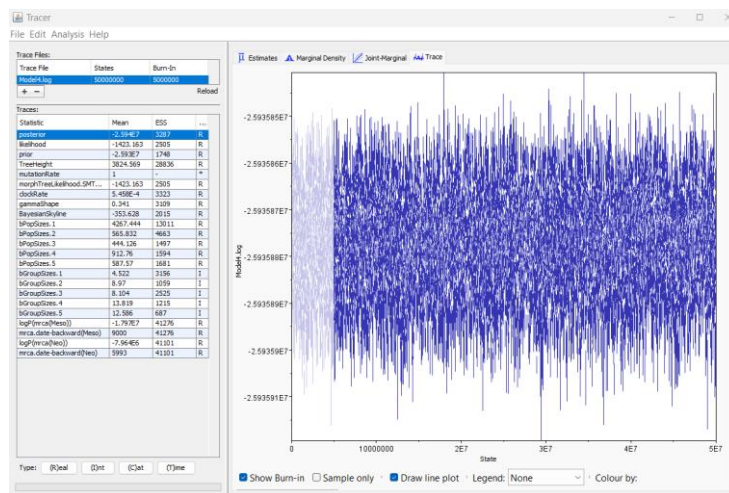 Tracer
File Edit Analysis Help
Trace Files:
Trace File States Burn-In
Model4.log 50000000 5000000
+ − Reload
Traces:
Statistic Mean ESS ...
posterior -2.594E7 3287 R
likelihood -1423.163 2505 R
prior -2.593E7 1748 R
TreeHeight 3824.569 28836 R
mutationRate 1 - *
morphTreeLikelihood.SMT... -1423.163 2505 R
clockRate 5.458E-4 3323 R
gammaShape 0.341 3109 R
BayesianSkyline -353.628 2015 R
bPopSizes.1 4267.444 13011 R
bPopSizes.2 565.832 4663 R
bPopSizes.3 444.126 1497 R
bPopSizes.4 912.76 1594 R
bPopSizes.5 587.57 1681 R
bGroupSizes.1 4.522 3156 I
bGroupSizes.2 8.97 1059 I
bGroupSizes.3 8.104 2525 I
bGroupSizes.4 13.819 1215 I
bGroupSizes.5 12.586 687 I
logP(mrca(Meso)) -1.797E7 41276 R
mrca.date-backward(Meso) 9000 41276 R
logP(mrca(Neo)) -7.964E6 41101 R
mrca.date-backward(Neo) 5993 41101 R
Type: (R)eal (I)nt (C)at (T)ime
Estimates Marginal Density Joint-Marginal Trace
-2.593585E7
-2.593586E7
-2.593587E7
-2.593588E7
-2.593589E7
-2.59359E7
-2.593591E7
Model4.log
0 10000000 2E7 3E7 4E7 5E7
State
Show Burn-in Sample only Draw line plot Legend: None Colour by: